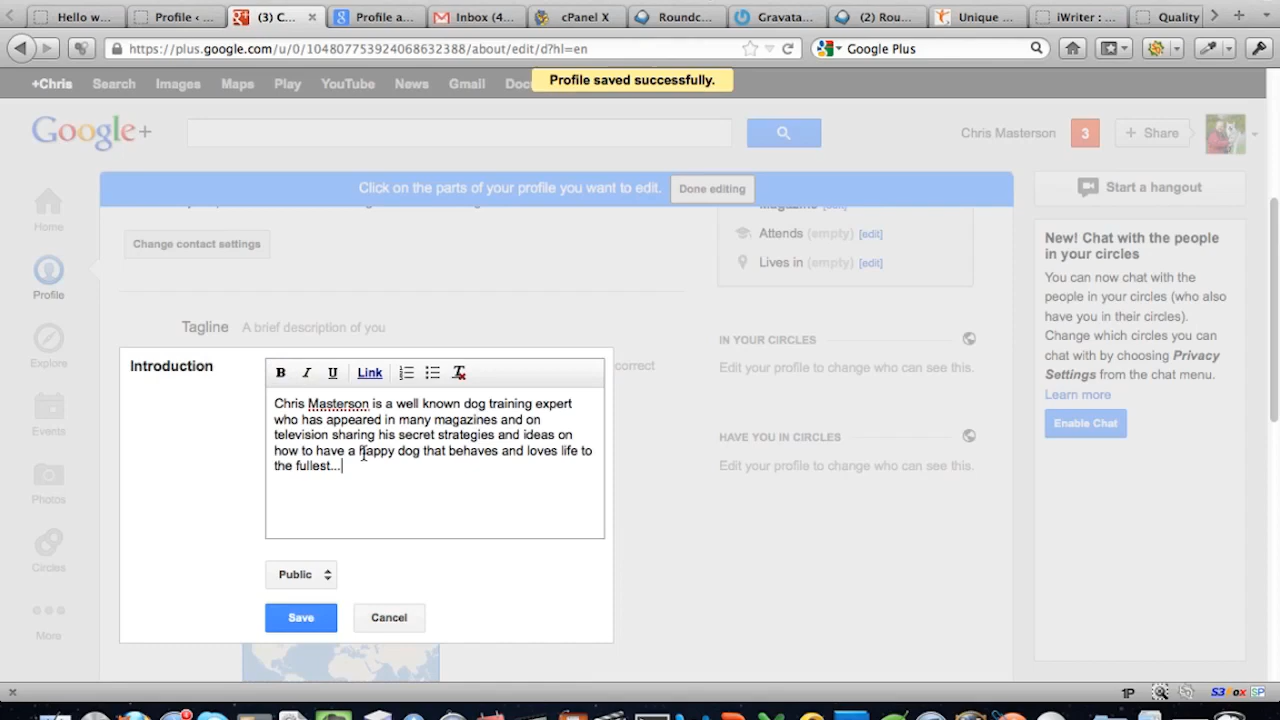 Hello w...
Profile ‹ ...
(3) C...
Profile a...
Inbox (4...
cPanel X
Roundc...
Gravata...
(2) Rou...
Unique ...
iWriter : ...
Quality
https://plus.google.com/u/0/104807753924068632388/about/edit/d?hl=en
Google Plus
+Chris Search Images Maps Play YouTube News Gmail Doc
Profile saved successfully.
Google+
Chris Masterson 3 + Share
Click on the parts of your profile you want to edit. Done editing
Start a hangout
Home
Profile
Explore
Events
Photos
Circles
More
Change contact settings
Magazine [edit]
Attends (empty) [edit]
Lives in (empty) [edit]
Tagline A brief description of you
Introduction
B I U Link
Chris Masterson is a well known dog training expert
who has appeared in many magazines and on
television sharing his secret strategies and ideas on
how to have a happy dog that behaves and loves life to
the fullest...
correct
Public
Save Cancel
IN YOUR CIRCLES
Edit your profile to change who can see this.
HAVE YOU IN CIRCLES
Edit your profile to change who can see this.
New! Chat with the people
in your circles
You can now chat with the
people in your circles (who also
have you in their circles).
Change which circles you can
chat with by choosing Privacy
Settings from the chat menu.
Learn more
Enable Chat
1P S3Fox SP